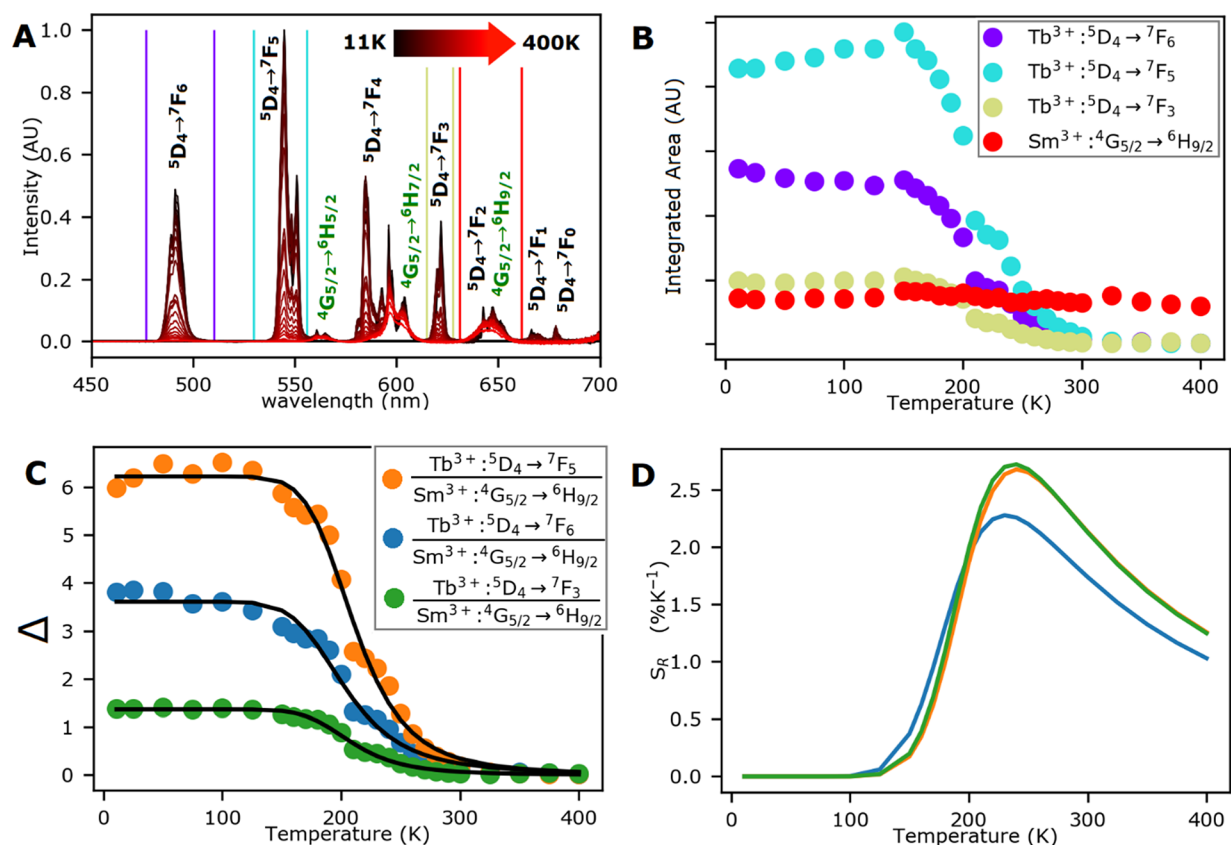 A
11K
400K
⁵D₄→⁷F₆
⁵D₄→⁷F₅
⁴G₅/₂→⁶H₅/₂
⁵D₄→⁷F₄
⁴G₅/₂→⁶H₇/₂
⁵D₄→⁷F₃
⁵D₄→⁷F₂
⁴G₅/₂→⁶H₉/₂
⁵D₄→⁷F₁
⁵D₄→⁷F₀
Intensity (AU)
1.0
0.8
0.6
0.4
0.2
0.0
450 500 550 600 650 700
wavelength (nm)
B
Tb³⁺:⁵D₄→⁷F₆
Tb³⁺:⁵D₄→⁷F₅
Tb³⁺:⁵D₄→⁷F₃
Sm³⁺:⁴G₅/₂→⁶H₉/₂
Integrated Area (AU)
0 100 200 300 400
Temperature (K)
C
Tb³⁺:⁵D₄→⁷F₅
Sm³⁺:⁴G₅/₂→⁶H₉/₂
Tb³⁺:⁵D₄→⁷F₆
Sm³⁺:⁴G₅/₂→⁶H₉/₂
Tb³⁺:⁵D₄→⁷F₃
Sm³⁺:⁴G₅/₂→⁶H₉/₂
Δ
6
5
4
3
2
1
0
0 100 200 300 400
Temperature (K)
D
S_R (%K⁻¹)
2.5
2.0
1.5
1.0
0.5
0.0
0 100 200 300 400
Temperature (K)